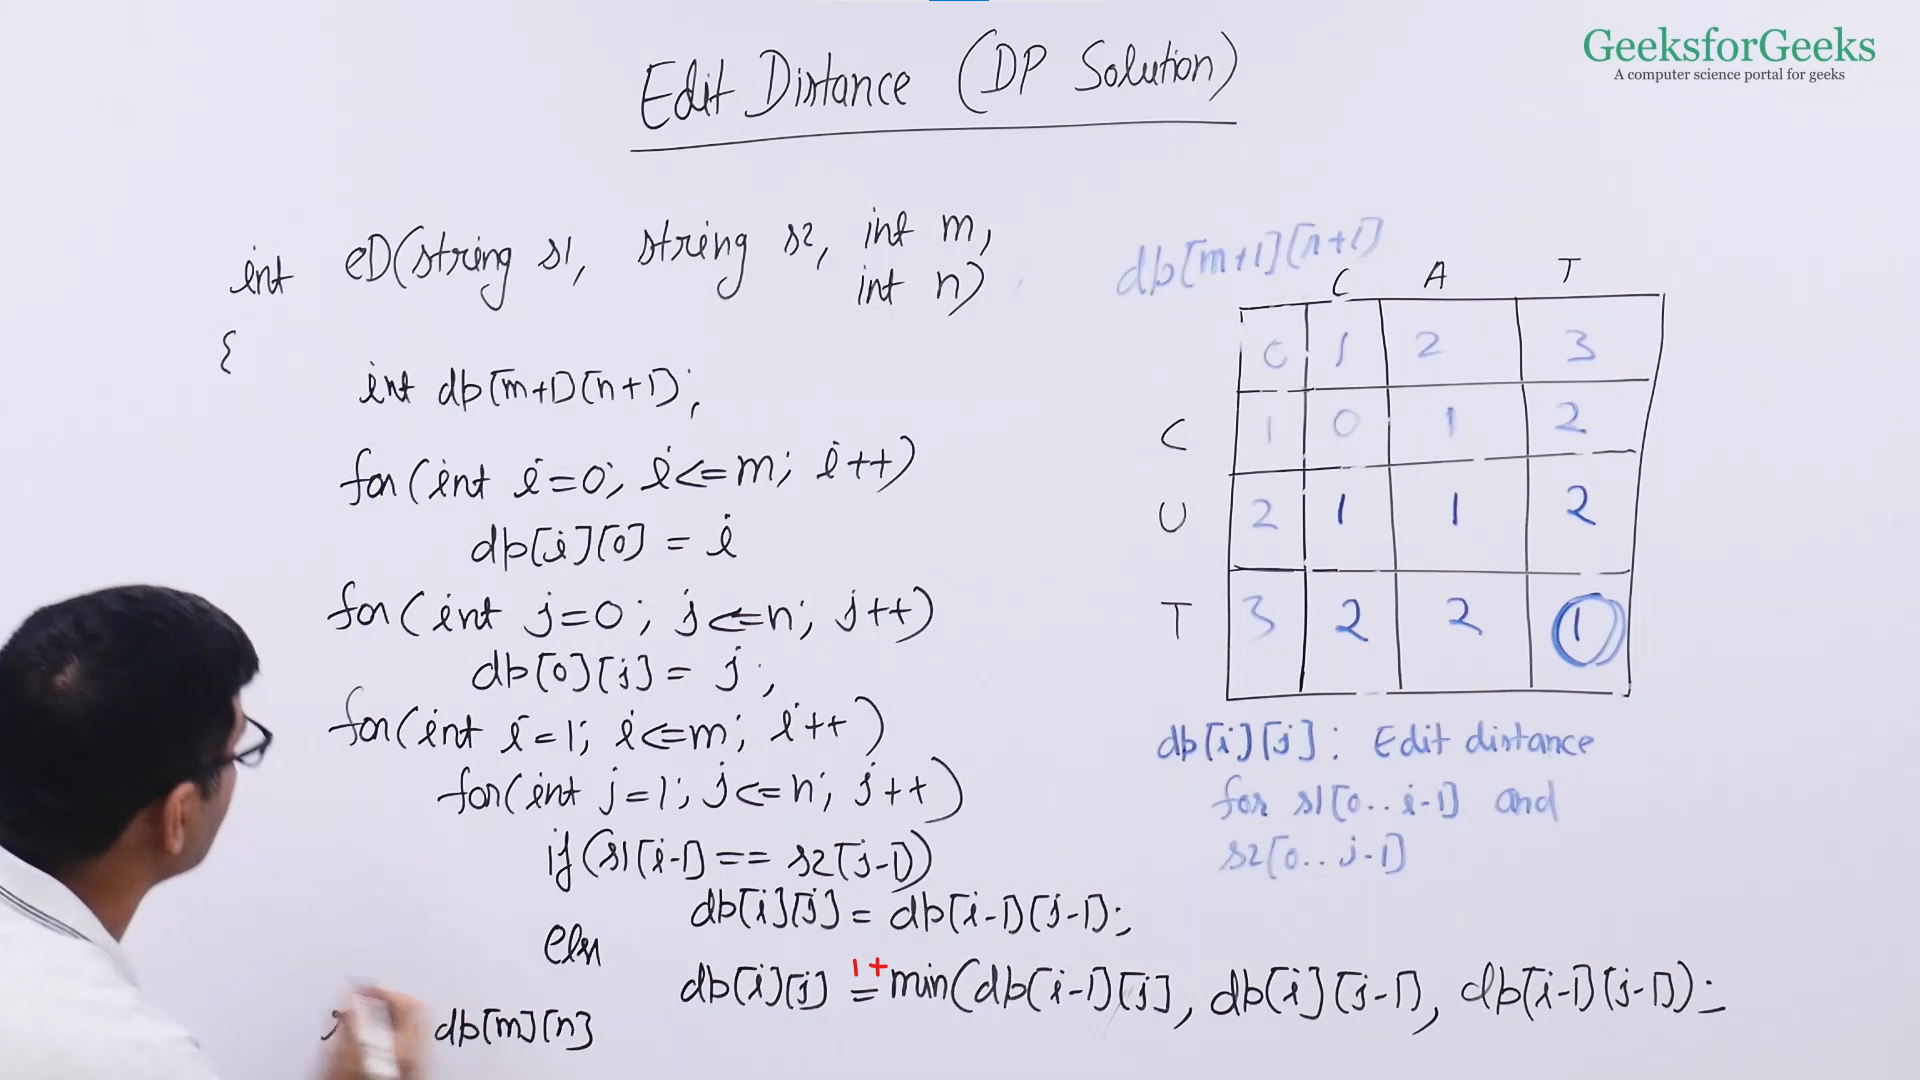 GeeksforGeeks
A computer science portal for geeks
Edit Distance (DP Solution)
int eD(string s1, string s2, int m,
int n)
{
int dp[m+1][n+1];
for(int i=0; i<=m; i++)
dp[i][0] = i
for(int j=0; j<=n; j++)
dp[0][j] = j;
for(int i=1; i<=m; i++)
for(int j=1; j<=n; j++)
if(s1[i-1] == s2[j-1])
dp[i][j] = dp[i-1][j-1];
else
dp[i][j] = 1+ min(dp[i-1][j], dp[i][j-1], dp[i-1][j-1]);
dp[m][n]
dp[m+1][n+1]
C A T
0 1 2 3
C 1 0 1 2
U 2 1 1 2
T 3 2 2 1
dp[i][j]: Edit distance
for s1[0..i-1] and
s2[0..j-1]